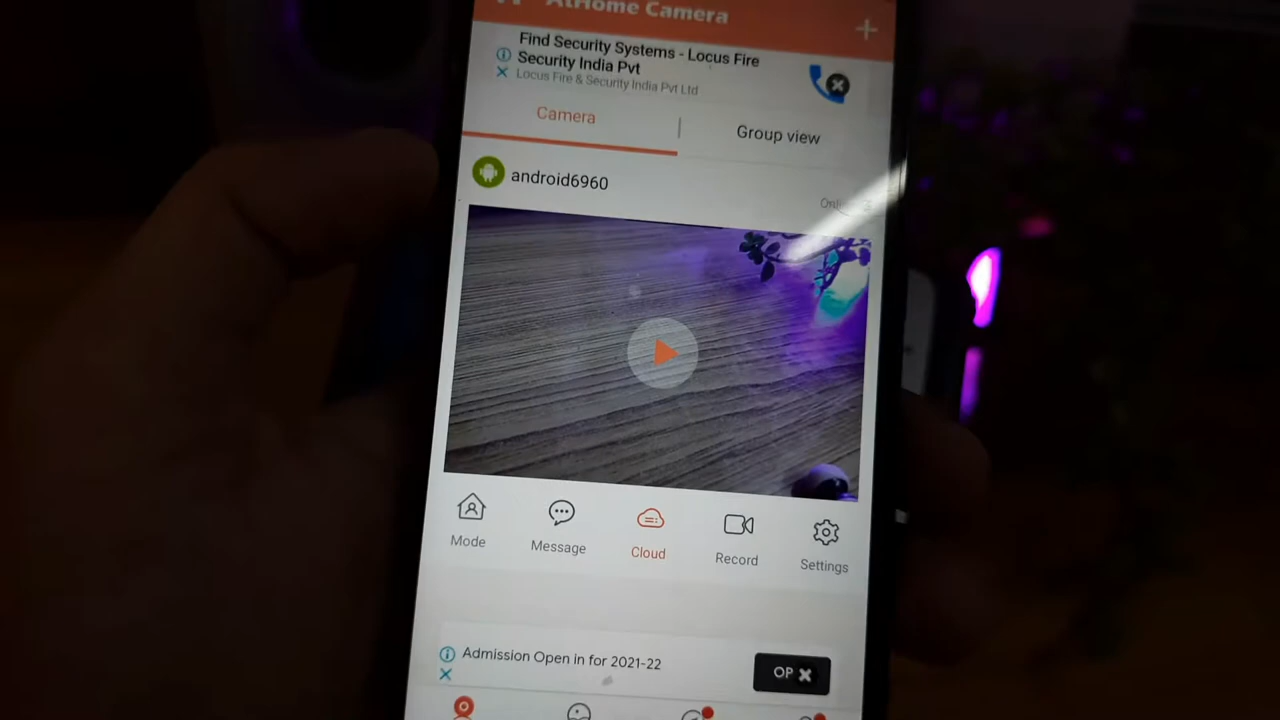 AtHome Camera
Find Security Systems - Locus Fire
Security India Pvt
Locus Fire & Security India Pvt Ltd
Camera
Group view
android6960
Mode
Message
Cloud
Record
Settings
Admission Open in for 2021-22
OP